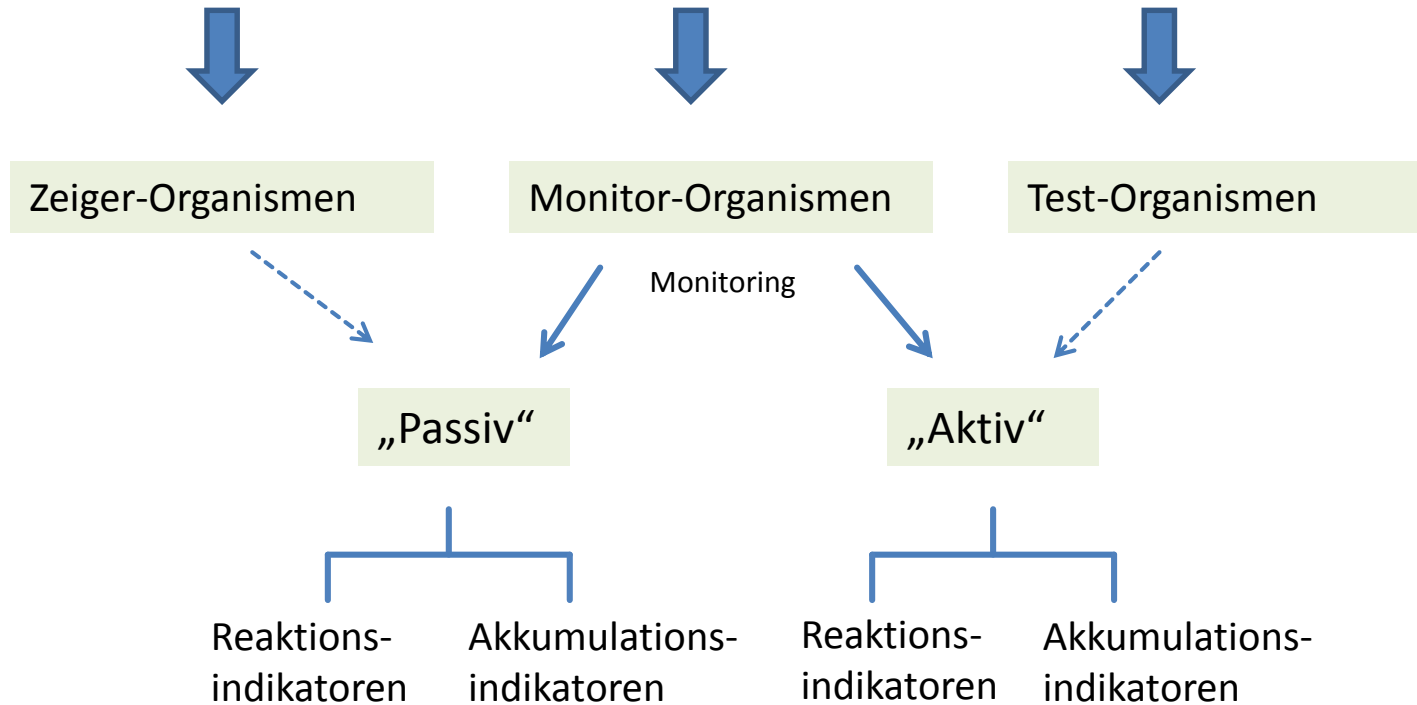 Zeiger-Organismen
Monitor-Organismen
Test-Organismen
Monitoring
„Passiv“
„Aktiv“
Reaktions-
indikatoren
Akkumulations-
indikatoren
Reaktions-
indikatoren
Akkumulations-
indikatoren